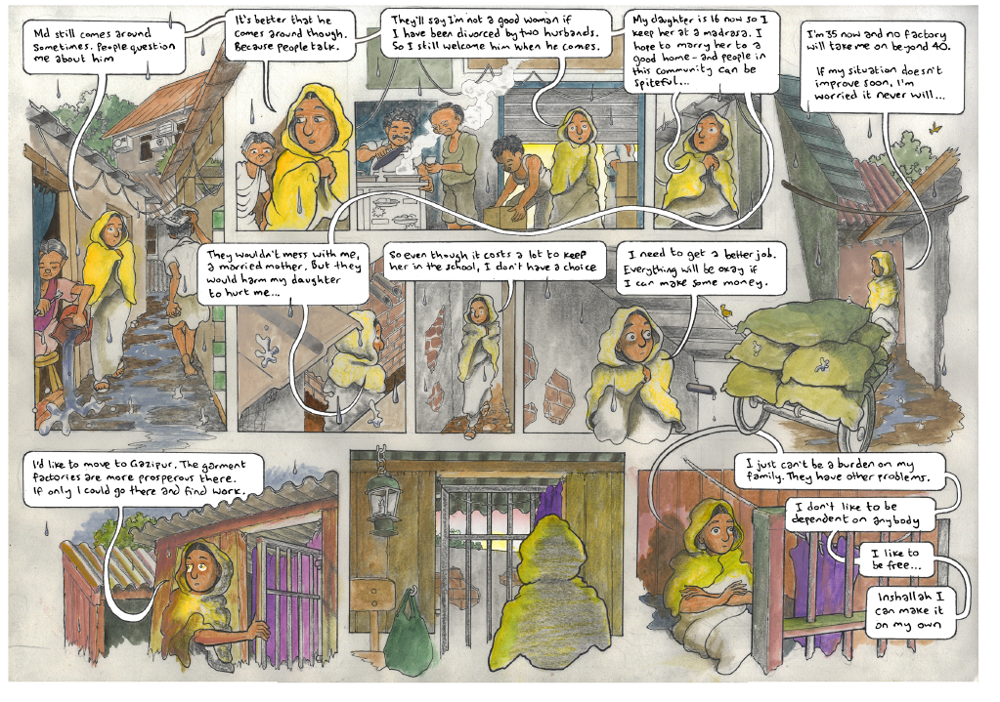 Md still comes around
sometimes. People question
me about him
It's better that he
comes around though.
Because people talk.
They'll say I'm not a good woman if
I have been divorced by two husbands.
So I still welcome him when he comes.
My daughter is 16 now so I
keep her at a madrasa. I
hope to marry her to a
good home - and people in
this community can be
spiteful...
I'm 35 now and no factory
will take me on beyond 40.
If my situation doesn't
improve soon, I'm
worried it never will...
They wouldn't mess with me,
a married mother. But they
would harm my daughter
to hurt me...
So even though it costs a lot to keep
her in the school, I don't have a choice
I need to get a better job.
Everything will be okay if
I can make some money.
I'd like to move to Gazipur. The garment
factories are more prosperous there.
If only I could go there and find work.
I just can't be a burden on my
family. They have other problems.
I don't like to be
dependent on anybody
I like to
be free...
Inshallah I
can make it
on my own